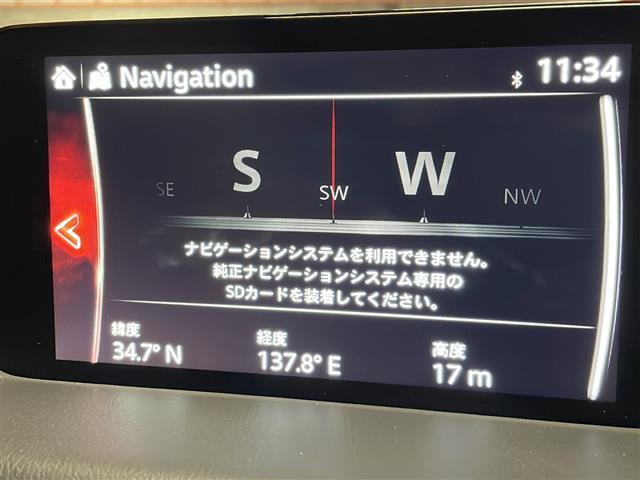 Navigation
11:34
SE S SW W NW
ナビゲーションシステムを利用できません。
純正ナビゲーションシステム専用の
SDカードを装着してください。
緯度 経度 高度
34.7° N 137.8° E 17 m